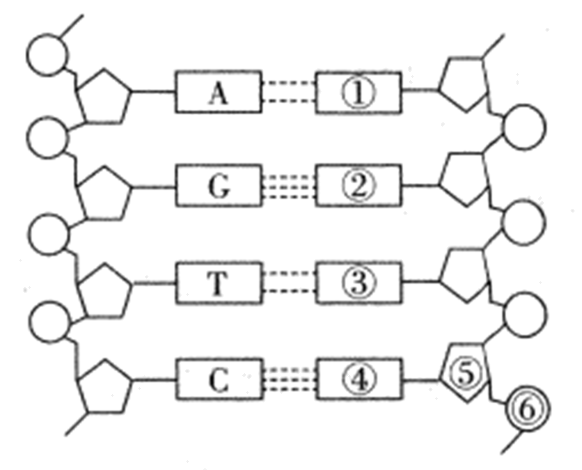 A ①
G ②
T ③
C ④ ⑤
⑥